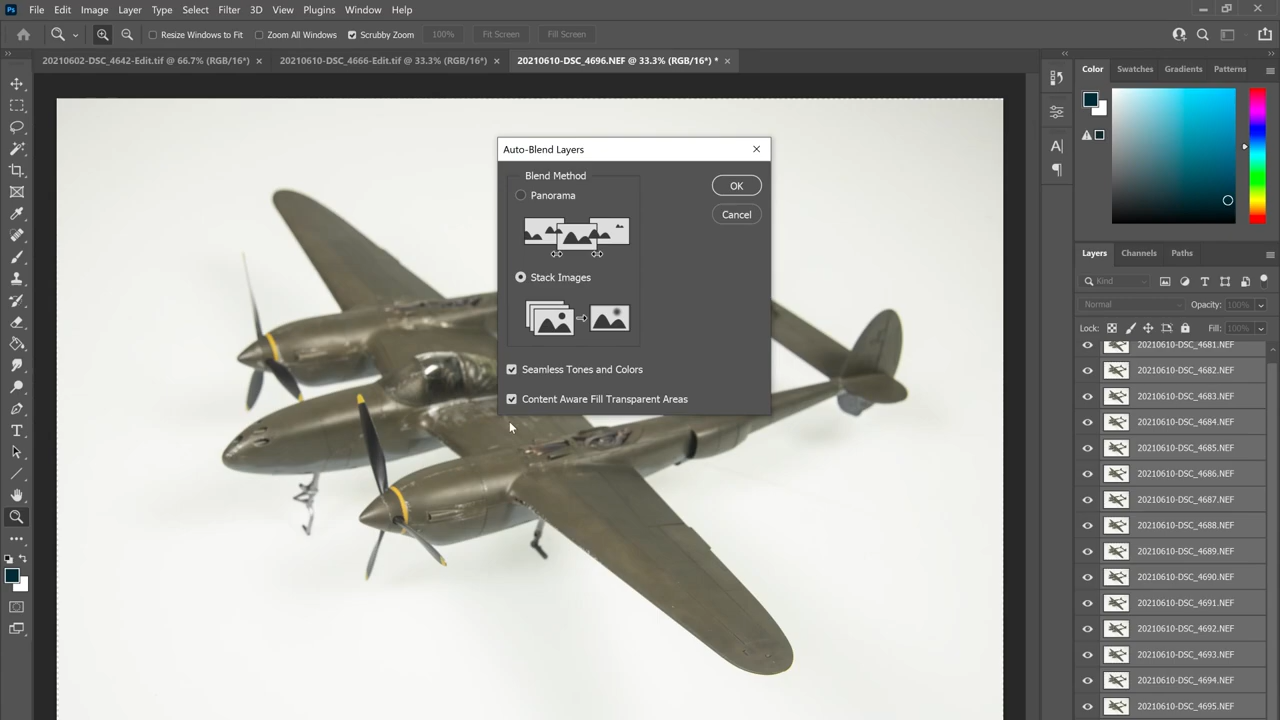 Ps File Edit Image Layer Type Select Filter 3D View Plugins Window Help
Resize Windows to Fit Zoom All Windows Scrubby Zoom 100% Fit Screen Fill Screen
20210602-DSC_4642-Edit.tif @ 66.7% (RGB/16*) × 20210610-DSC_4666-Edit.tif @ 33.3% (RGB/16*) × 20210610-DSC_4696.NEF @ 33.3% (RGB/16*) * ×
Color Swatches Gradients Patterns
Auto-Blend Layers
Blend Method
Panorama
Stack Images
Seamless Tones and Colors
Content Aware Fill Transparent Areas
OK
Cancel
Layers Channels Paths
Kind
Normal Opacity: 100%
Lock: Fill: 100%
20210610-DSC_4681.NEF
20210610-DSC_4682.NEF
20210610-DSC_4683.NEF
20210610-DSC_4684.NEF
20210610-DSC_4685.NEF
20210610-DSC_4686.NEF
20210610-DSC_4687.NEF
20210610-DSC_4688.NEF
20210610-DSC_4689.NEF
20210610-DSC_4690.NEF
20210610-DSC_4691.NEF
20210610-DSC_4692.NEF
20210610-DSC_4693.NEF
20210610-DSC_4694.NEF
20210610-DSC_4695.NEF